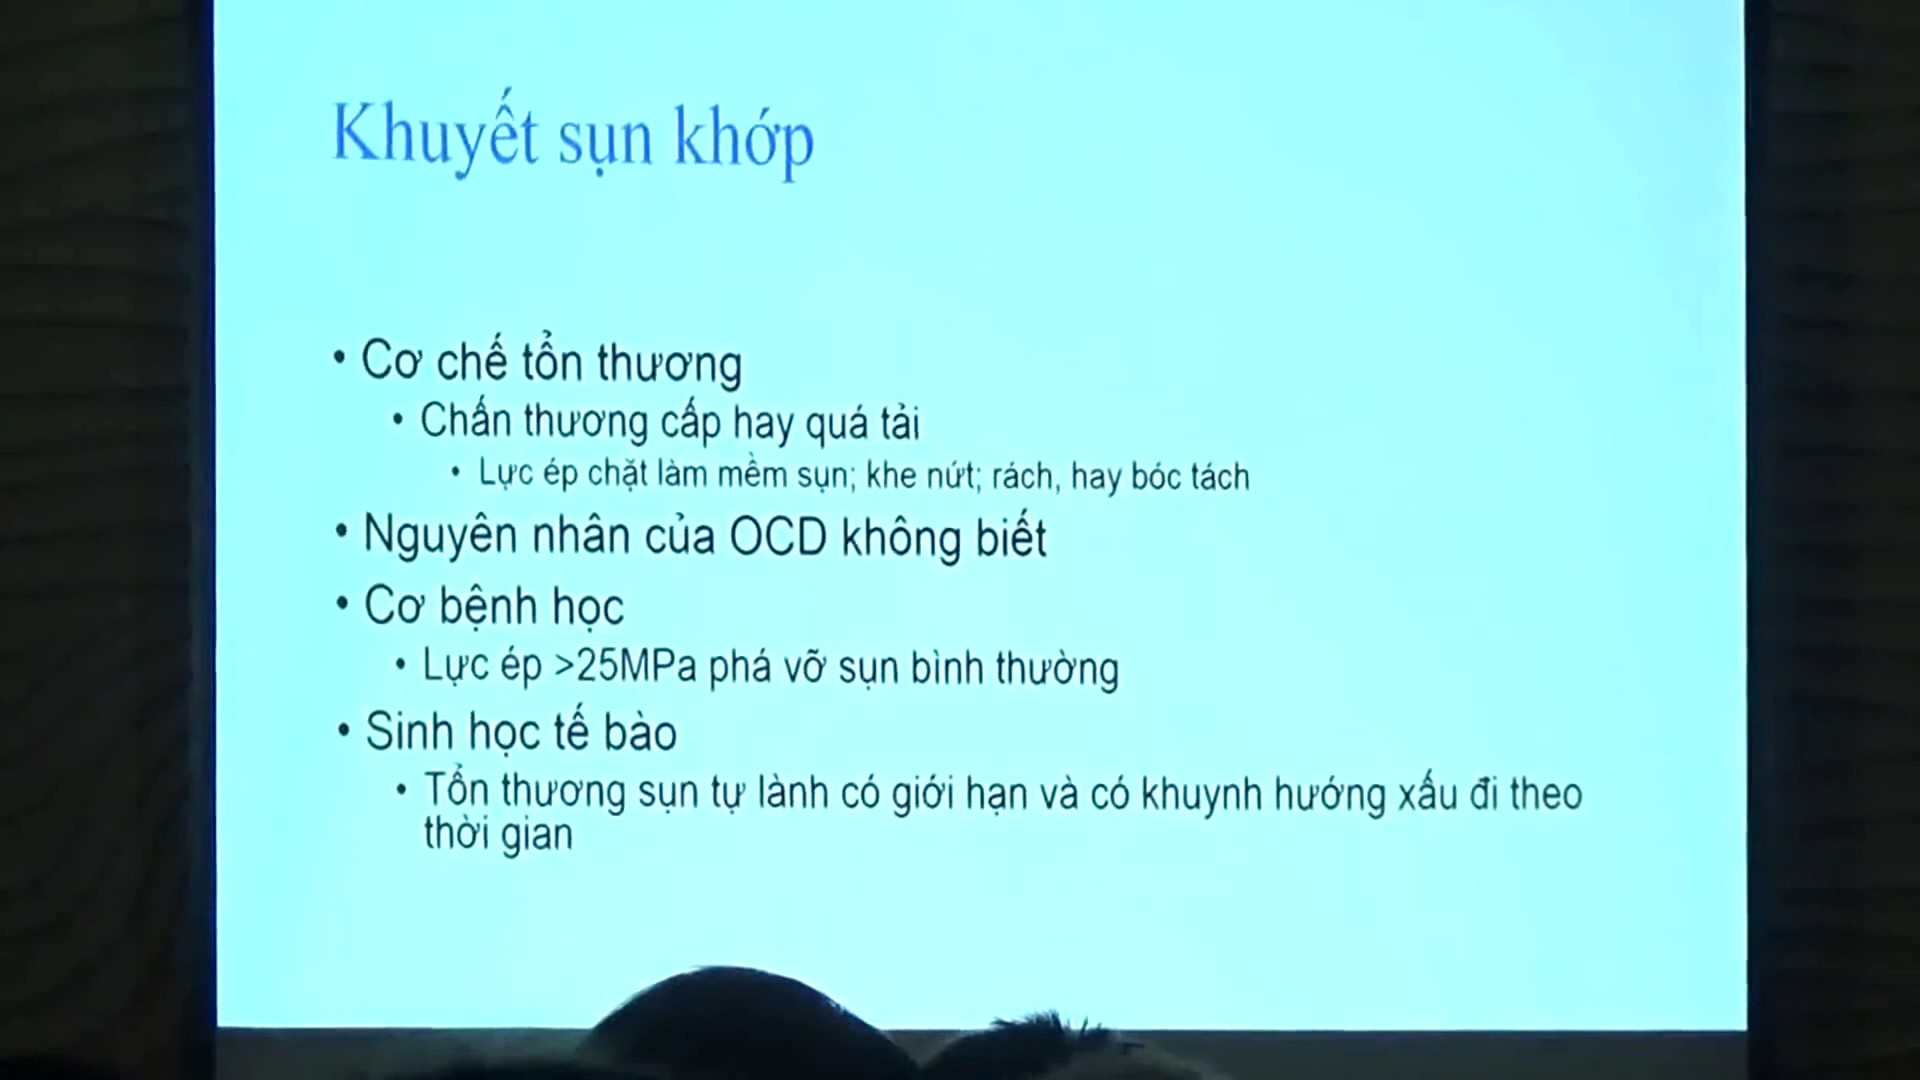 Khuyết sụn khớp
• Cơ chế tổn thương
• Chấn thương cấp hay quá tải
• Lực ép chặt làm mềm sụn; khe nứt; rách, hay bóc tách
• Nguyên nhân của OCD không biết
• Cơ bệnh học
• Lực ép >25MPa phá vỡ sụn bình thường
• Sinh học tế bào
• Tổn thương sụn tự lành có giới hạn và có khuynh hướng xấu đi theo
thời gian